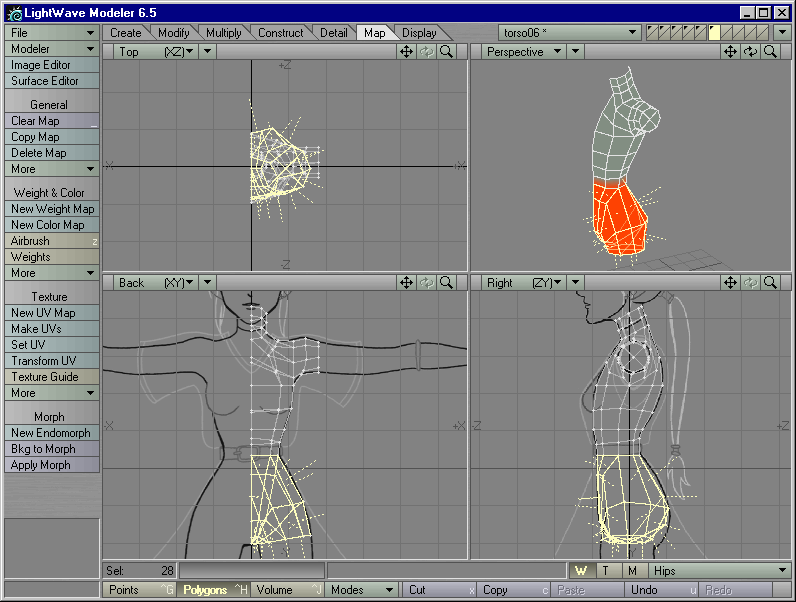 LightWave Modeler 6.5
File
Create Modify Multiply Construct Detail Map Display torso06 *
Modeler
Top (XZ) Perspective
Image Editor
Surface Editor
General
Clear Map _
Copy Map
Delete Map
More
Weight & Color
New Weight Map
New Color Map
Airbrush z
Weights
More
Texture
New UV Map
Make UVs
Set UV
Transform UV
Texture Guide
More
Morph
New Endomorph
Bkg to Morph
Apply Morph
+Z
-X +X
-Z
Back (XY) Right (ZY)
-X +X -Z +Z
-Y -Y
Sel: 28 W T M Hips
Points ^G Polygons ^H Volume ^J Modes Cut x Copy c Paste v Undo u Redo